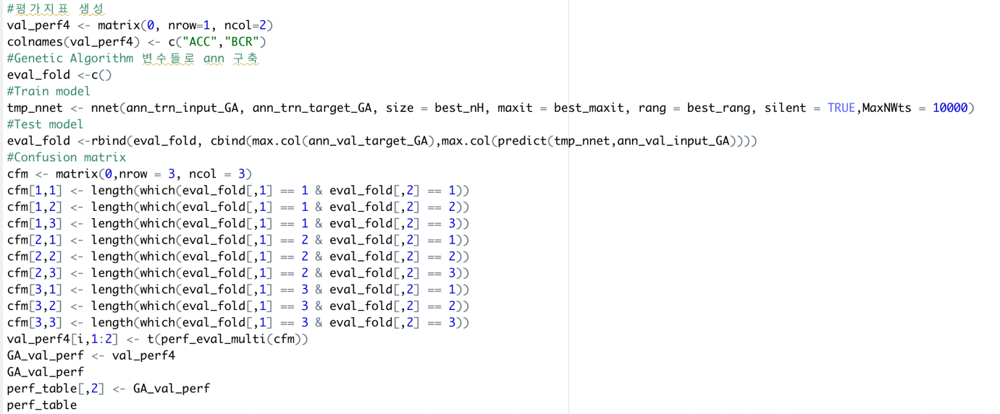 #평가지표 생성
val_perf4 <- matrix(0, nrow=1, ncol=2)
colnames(val_perf4) <- c("ACC","BCR")
#Genetic Algorithm 변수들로 ann 구축
eval_fold <-c()
#Train model
tmp_nnet <- nnet(ann_trn_input_GA, ann_trn_target_GA, size = best_nH, maxit = best_maxit, rang = best_rang, silent = TRUE,MaxNWts = 10000)
#Test model
eval_fold <-rbind(eval_fold, cbind(max.col(ann_val_target_GA),max.col(predict(tmp_nnet,ann_val_input_GA))))
#Confusion matrix
cfm <- matrix(0,nrow = 3, ncol = 3)
cfm[1,1] <- length(which(eval_fold[,1] == 1 & eval_fold[,2] == 1))
cfm[1,2] <- length(which(eval_fold[,1] == 1 & eval_fold[,2] == 2))
cfm[1,3] <- length(which(eval_fold[,1] == 1 & eval_fold[,2] == 3))
cfm[2,1] <- length(which(eval_fold[,1] == 2 & eval_fold[,2] == 1))
cfm[2,2] <- length(which(eval_fold[,1] == 2 & eval_fold[,2] == 2))
cfm[2,3] <- length(which(eval_fold[,1] == 2 & eval_fold[,2] == 3))
cfm[3,1] <- length(which(eval_fold[,1] == 3 & eval_fold[,2] == 1))
cfm[3,2] <- length(which(eval_fold[,1] == 3 & eval_fold[,2] == 2))
cfm[3,3] <- length(which(eval_fold[,1] == 3 & eval_fold[,2] == 3))
val_perf4[i,1:2] <- t(perf_eval_multi(cfm))
GA_val_perf <- val_perf4
GA_val_perf
perf_table[,2] <- GA_val_perf
perf_table